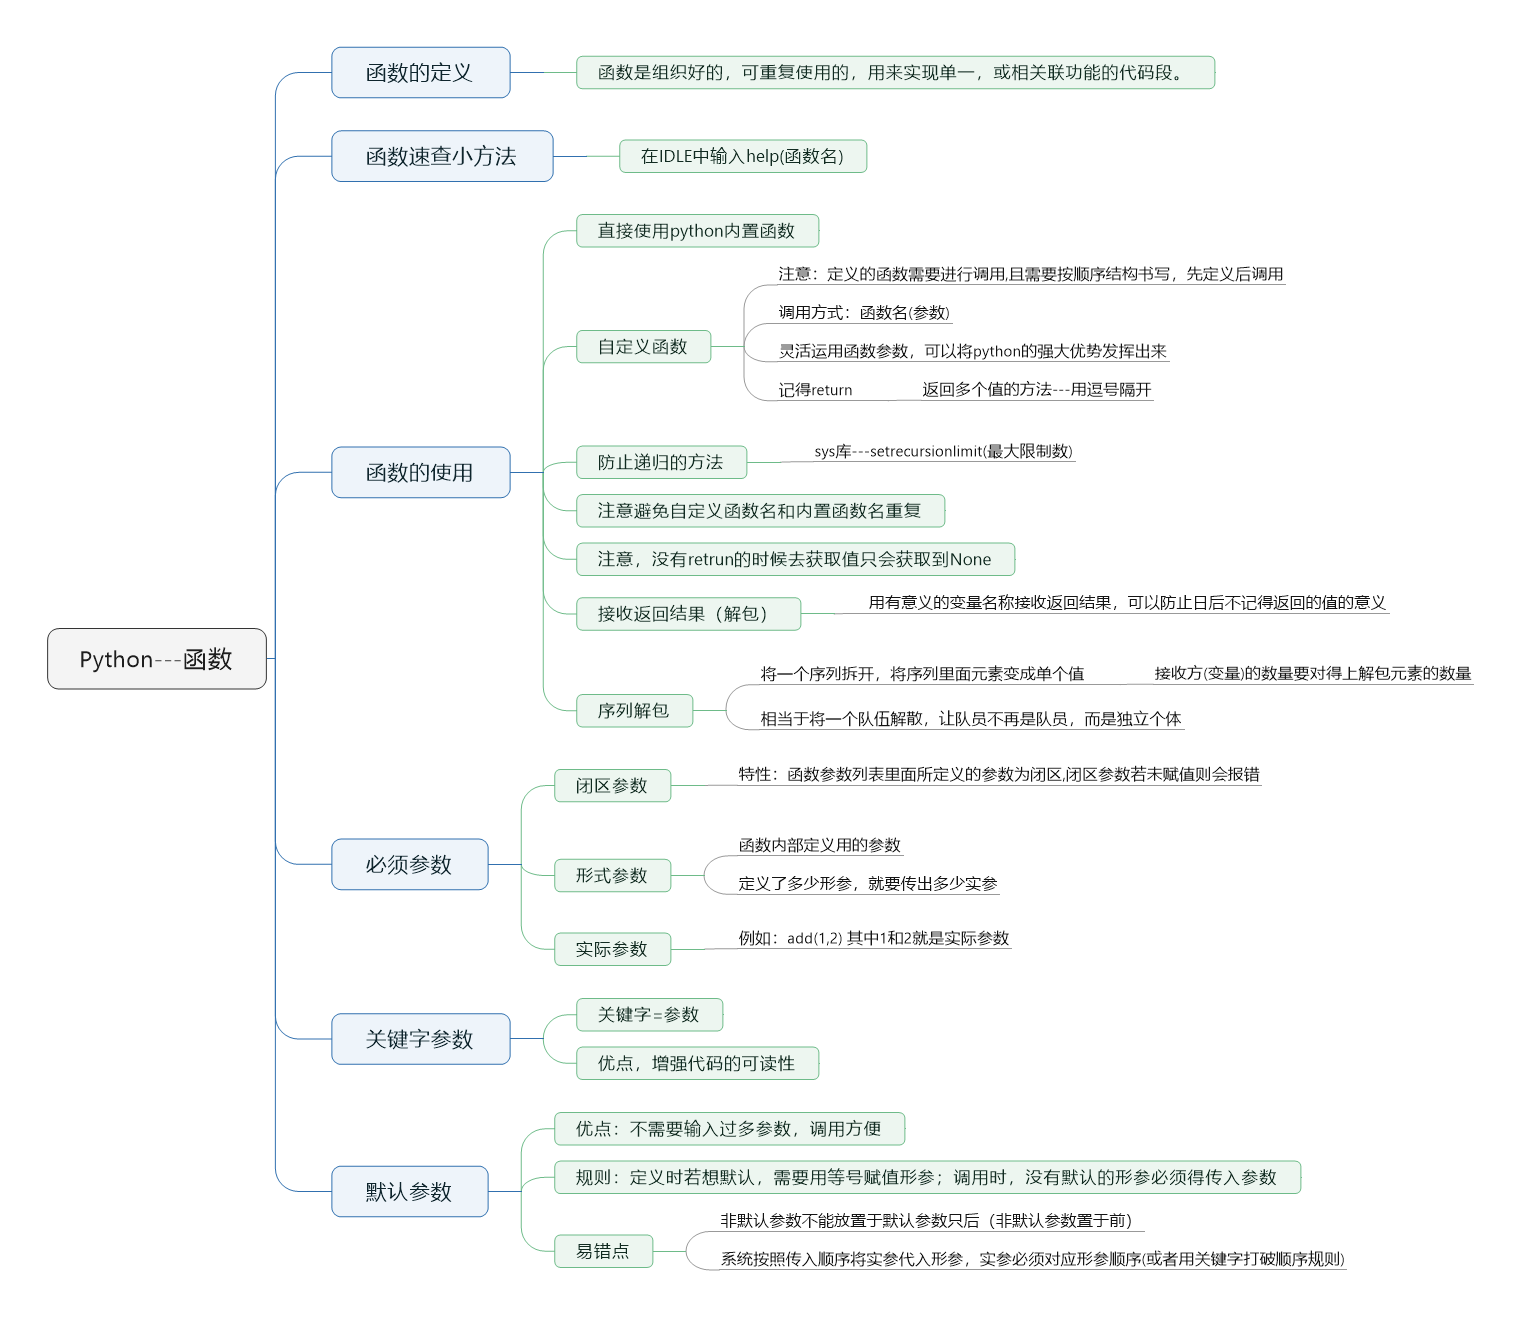 Python---函数
函数的定义
函数是组织好的，可重复使用的，用来实现单一，或相关联功能的代码段。
函数速查小方法
在IDLE中输入help(函数名)
函数的使用
直接使用python内置函数
自定义函数
注意：定义的函数需要进行调用,且需要按顺序结构书写，先定义后调用
调用方式：函数名(参数)
灵活运用函数参数，可以将python的强大优势发挥出来
记得return
返回多个值的方法---用逗号隔开
防止递归的方法
sys库---setrecursionlimit(最大限制数)
注意避免自定义函数名和内置函数名重复
注意，没有retrun的时候去获取值只会获取到None
接收返回结果（解包）
用有意义的变量名称接收返回结果，可以防止日后不记得返回的值的意义
序列解包
将一个序列拆开，将序列里面元素变成单个值
接收方(变量)的数量要对得上解包元素的数量
相当于将一个队伍解散，让队员不再是队员，而是独立个体
必须参数
闭区参数
特性：函数参数列表里面所定义的参数为闭区,闭区参数若未赋值则会报错
形式参数
函数内部定义用的参数
定义了多少形参，就要传出多少实参
实际参数
例如：add(1,2) 其中1和2就是实际参数
关键字参数
关键字=参数
优点，增强代码的可读性
默认参数
优点：不需要输入过多参数，调用方便
规则：定义时若想默认，需要用等号赋值形参；调用时，没有默认的形参必须得传入参数
易错点
非默认参数不能放置于默认参数只后（非默认参数置于前）
系统按照传入顺序将实参代入形参，实参必须对应形参顺序(或者用关键字打破顺序规则)